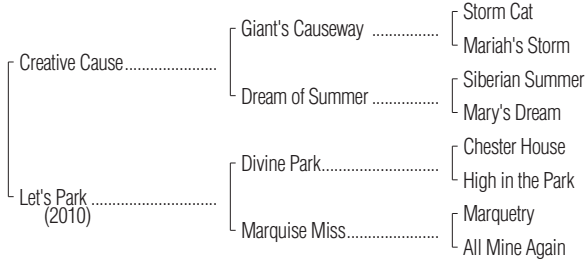 Storm Cat
Giant's Causeway ................
Mariah's Storm
Creative Cause......................
Siberian Summer
Dream of Summer ................
Mary's Dream
Chester House
Divine Park............................
High in the Park
Let's Park ..............................
(2010)
Marquetry
Marquise Miss......................
All Mine Again